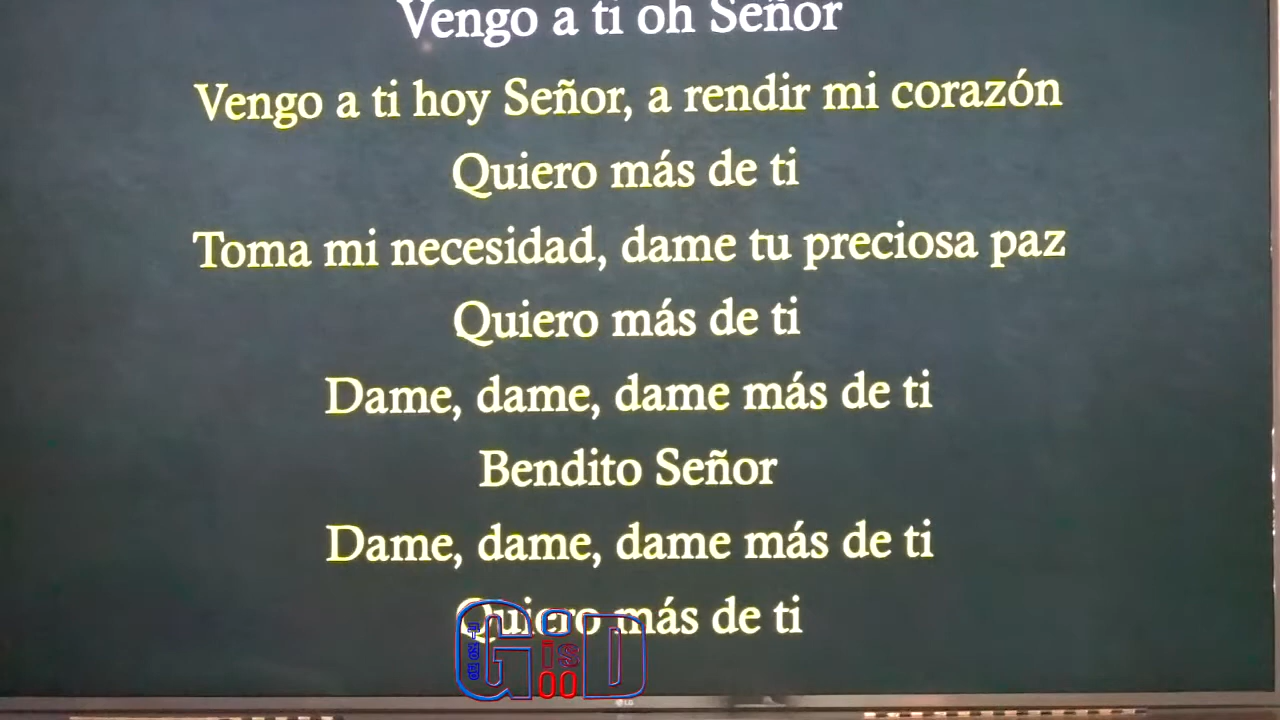 Vengo a ti oh Señor
Vengo a ti hoy Señor, a rendir mi corazón
Quiero más de ti
Toma mi necesidad, dame tu preciosa paz
Quiero más de ti
Dame, dame, dame más de ti
Bendito Señor
Dame, dame, dame más de ti
Quiero más de ti
GisD
LG